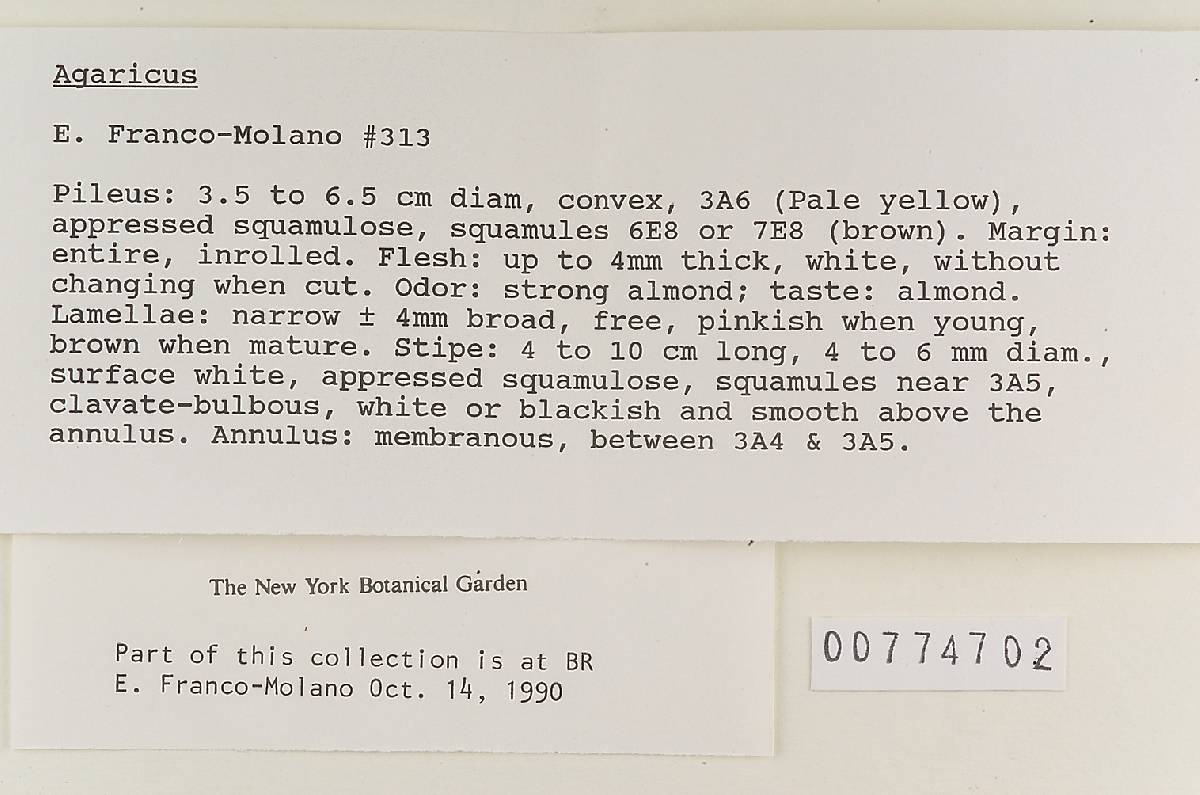 Agaricus
E. Franco-Molano #313
Pileus: 3.5 to 6.5 cm diam, convex, 3A6 (Pale yellow),
appressed squamulose, squamules 6E8 or 7E8 (brown). Margin:
entire, inrolled. Flesh: up to 4mm thick, white, without
changing when cut. Odor: strong almond; taste: almond.
Lamellae: narrow ± 4mm broad, free, pinkish when young,
brown when mature. Stipe: 4 to 10 cm long, 4 to 6 mm diam.,
surface white, appressed squamulose, squamules near 3A5,
clavate-bulbous, white or blackish and smooth above the
annulus. Annulus: membranous, between 3A4 & 3A5.
The New York Botanical Garden
Part of this collection is at BR
E. Franco-Molano Oct. 14, 1990
00774702